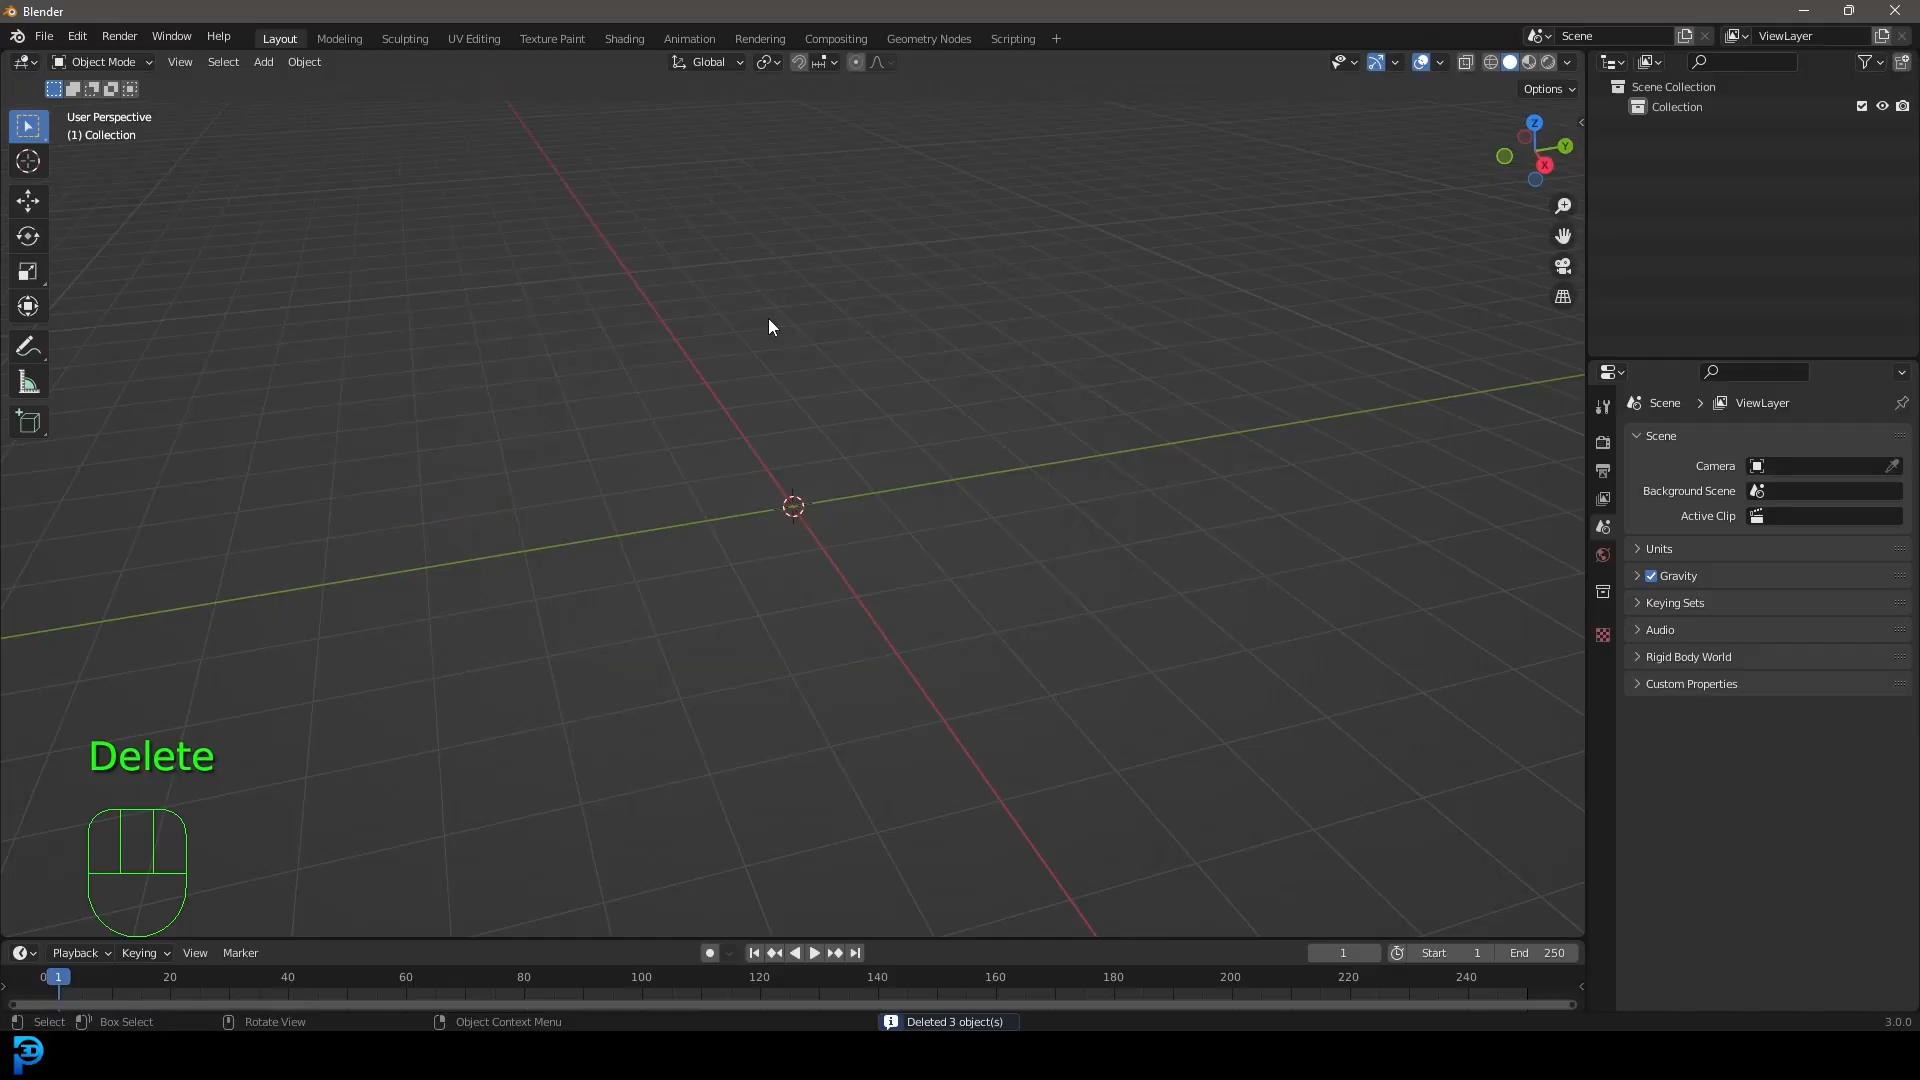 Blender
File Edit Render Window Help Layout Modeling Sculpting UV Editing Texture Paint Shading Animation Rendering Compositing Geometry Nodes Scripting + Scene ViewLayer
Object Mode View Select Add Object Global
Options
Scene Collection
Collection
User Perspective
(1) Collection
Z
Y
X
Scene > ViewLayer
Scene
Camera
Background Scene
Active Clip
Units
Gravity
Keying Sets
Audio
Rigid Body World
Custom Properties
Delete
Playback Keying View Marker 1 Start 1 End 250
0 1 20 40 60 80 100 120 140 160 180 200 220 240
Select Box Select Rotate View Object Context Menu Deleted 3 object(s) 3.0.0
3D